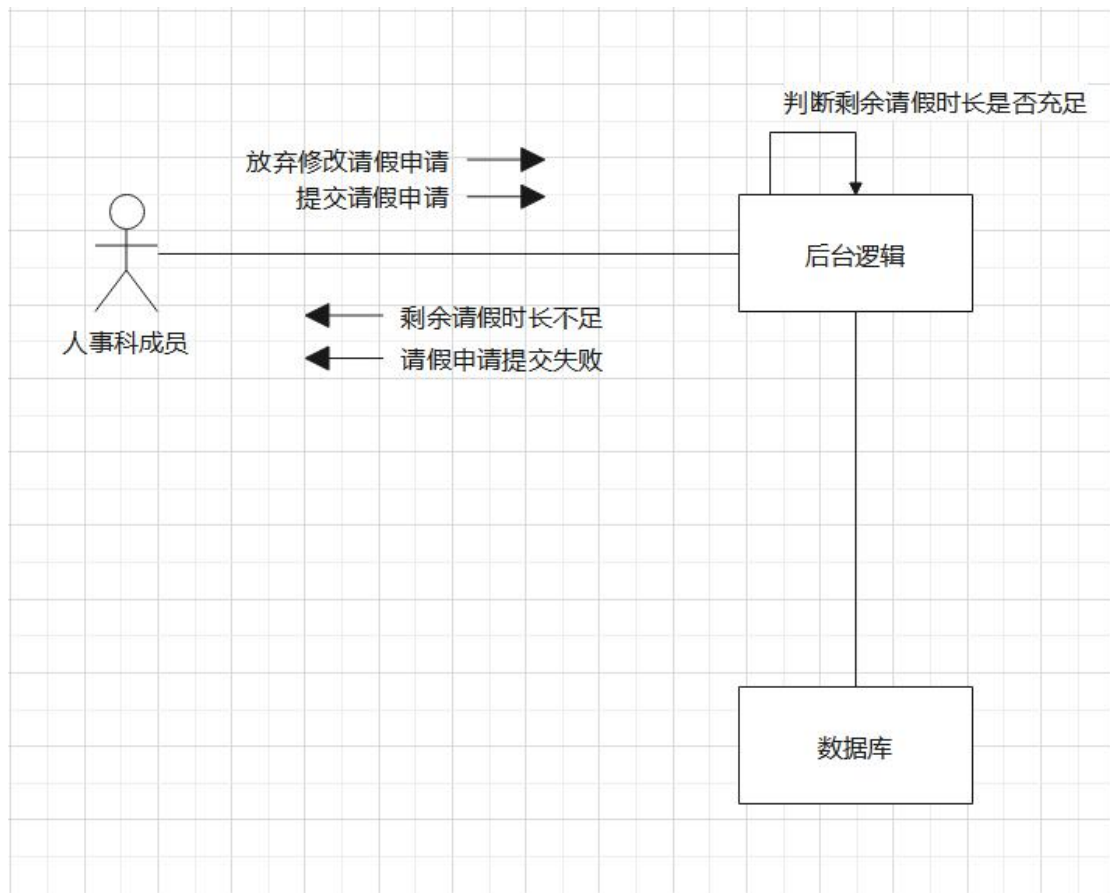 判断剩余请假时长是否充足
放弃修改请假申请
提交请假申请
后台逻辑
人事科成员
剩余请假时长不足
请假申请提交失败
数据库